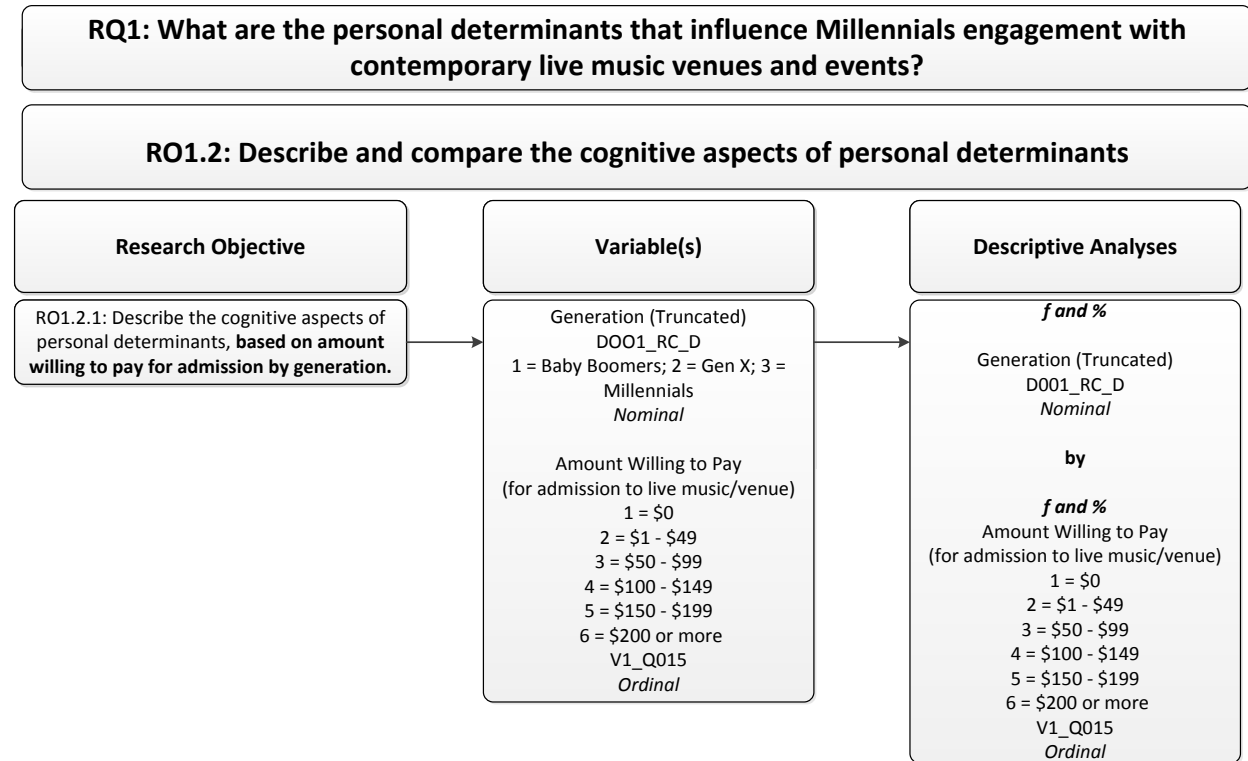 RQ1: What are the personal determinants that influence Millennials engagement with
contemporary live music venues and events?
RO1.2: Describe and compare the cognitive aspects of personal determinants
Research Objective
RO1.2.1: Describe the cognitive aspects of
personal determinants, based on amount
willing to pay for admission by generation.
Variable(s)
Generation (Truncated)
DOO1_RC_D
1 = Baby Boomers; 2 = Gen X; 3 =
Millennials
Nominal
Amount Willing to Pay
(for admission to live music/venue)
1 = $0
2 = $1 - $49
3 = $50 - $99
4 = $100 - $149
5 = $150 - $199
6 = $200 or more
V1_Q015
Ordinal
Descriptive Analyses
f and %
Generation (Truncated)
D001_RC_D
Nominal
by
f and %
Amount Willing to Pay
(for admission to live music/venue)
1 = $0
2 = $1 - $49
3 = $50 - $99
4 = $100 - $149
5 = $150 - $199
6 = $200 or more
V1_Q015
Ordinal